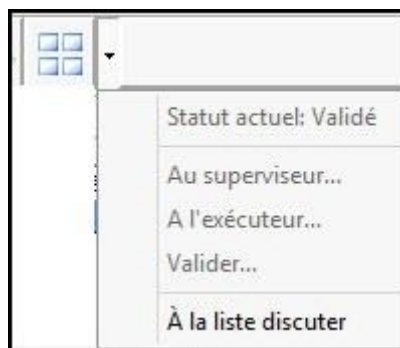 Statut actuel: Validé
Au superviseur...
A l'exécuteur...
Valider...
À la liste discuter